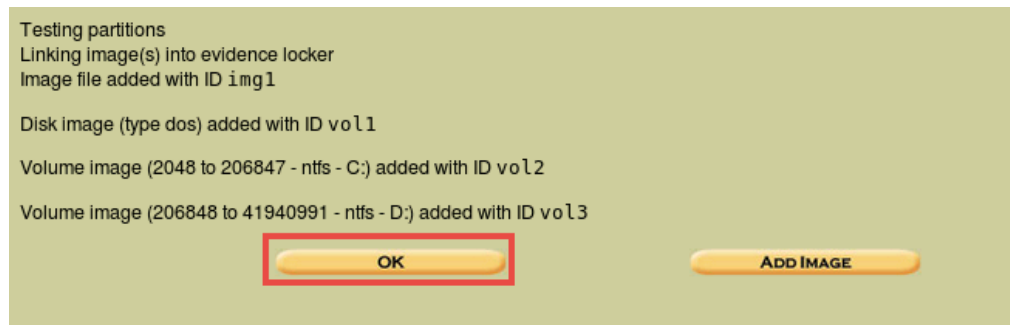 Testing partitions
Linking image(s) into evidence locker
Image file added with ID img1
Disk image (type dos) added with ID vol1
Volume image (2048 to 206847 - ntfs - C:) added with ID vol2
Volume image (206848 to 41940991 - ntfs - D:) added with ID vol3
OK
ADD IMAGE